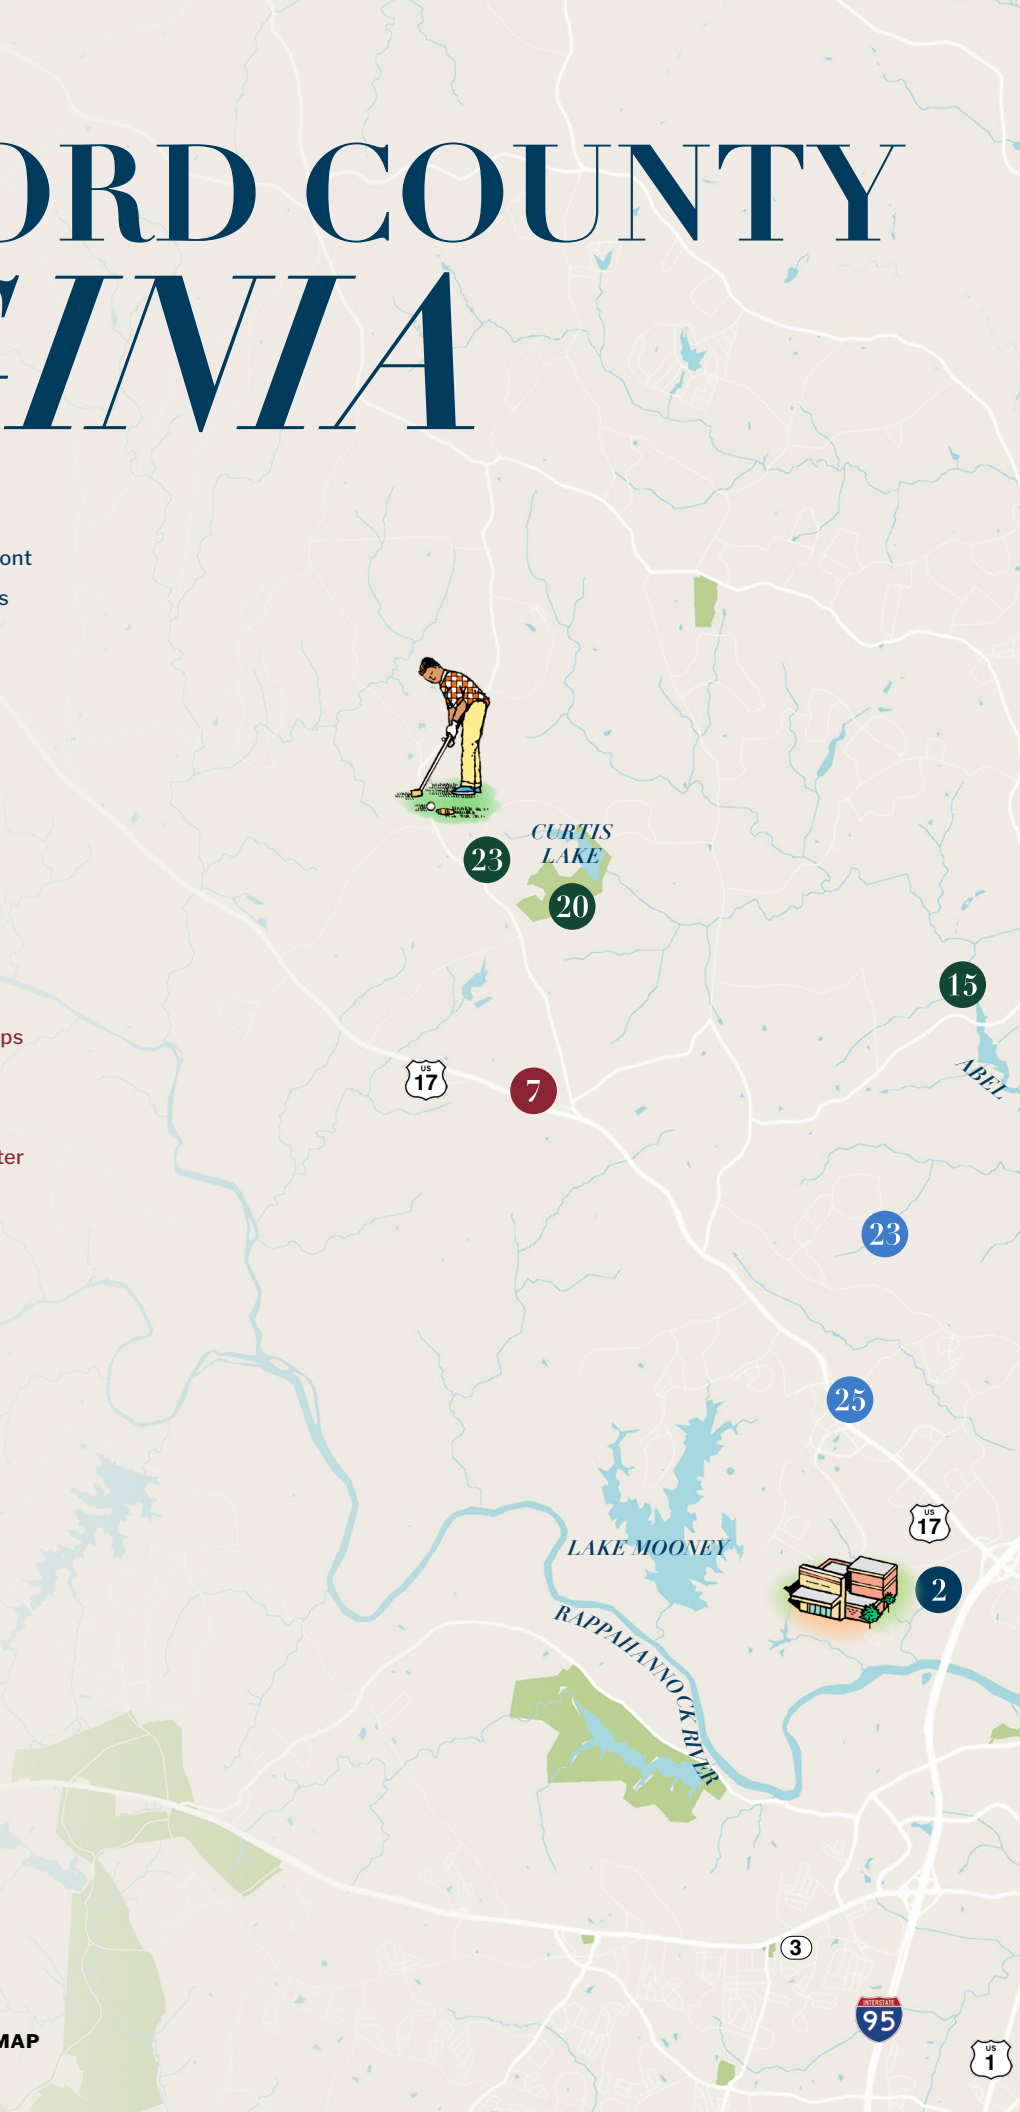 ORD COUNTY
GINIA
ont
s
23
CURTIS
LAKE
20
15
ABEL
ps
US
17
7
ter
23
25
US
17
LAKE MOONEY
2
RAPPAHANNOCK RIVER
3
INTERSTATE
95
MAP
US
1